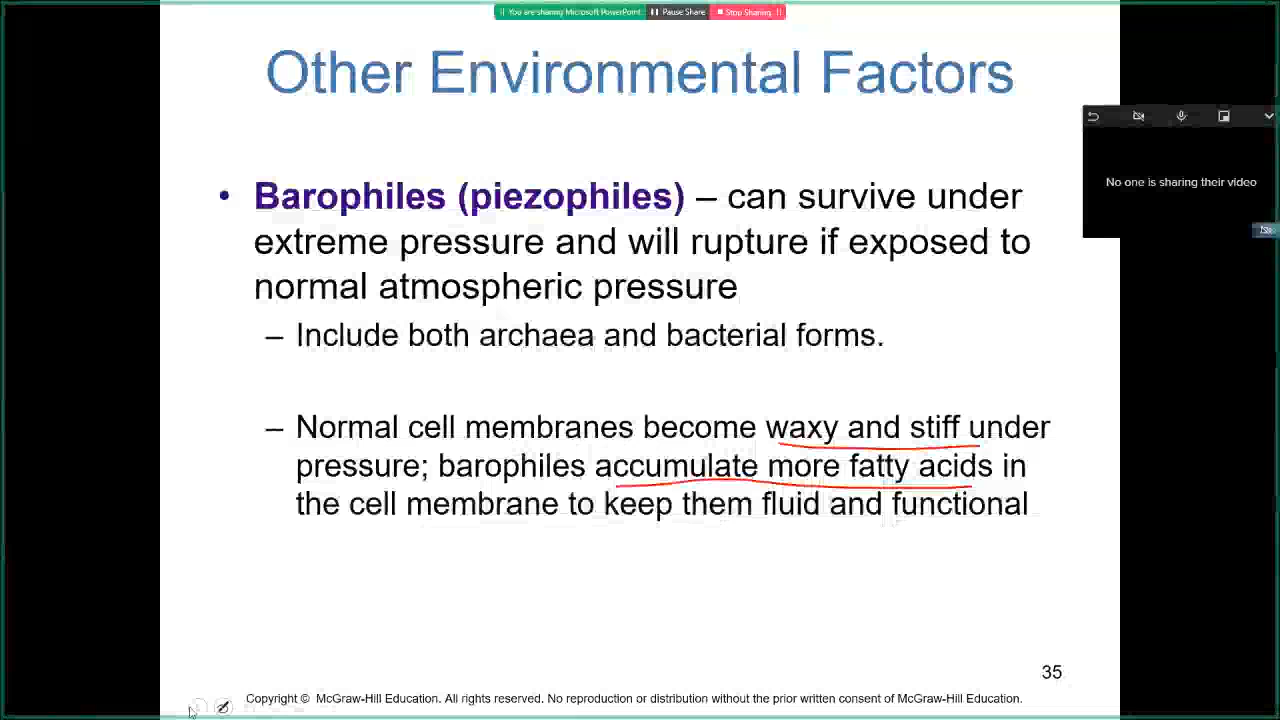 You are sharing Microsoft PowerPoint
Pause Share
Stop Sharing
Other Environmental Factors
No one is sharing their video
• Barophiles (piezophiles) – can survive under
extreme pressure and will rupture if exposed to
normal atmospheric pressure
– Include both archaea and bacterial forms.
– Normal cell membranes become waxy and stiff under
pressure; barophiles accumulate more fatty acids in
the cell membrane to keep them fluid and functional
35
Copyright © McGraw-Hill Education. All rights reserved. No reproduction or distribution without the prior written consent of McGraw-Hill Education.